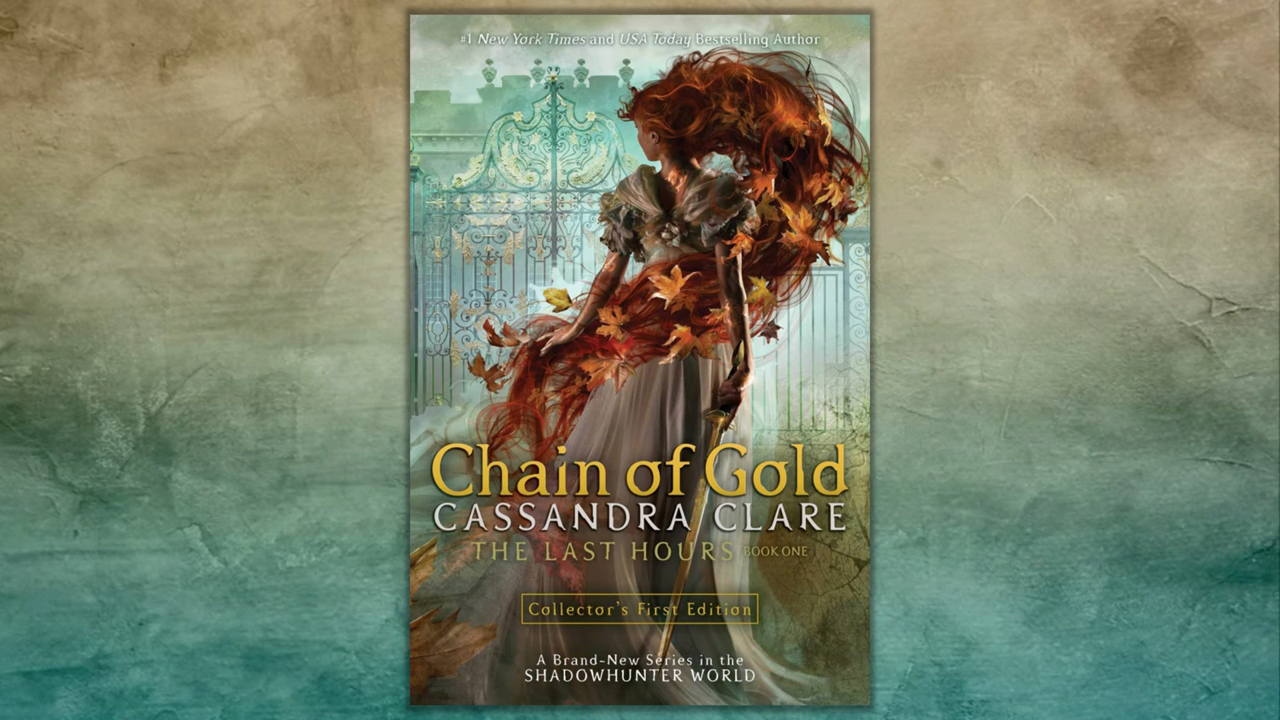 #1 New York Times and USA Today Bestselling Author
Chain of Gold
CASSANDRA CLARE
THE LAST HOURS BOOK ONE
Collector's First Edition
A Brand-New Series in the
SHADOWHUNTER WORLD